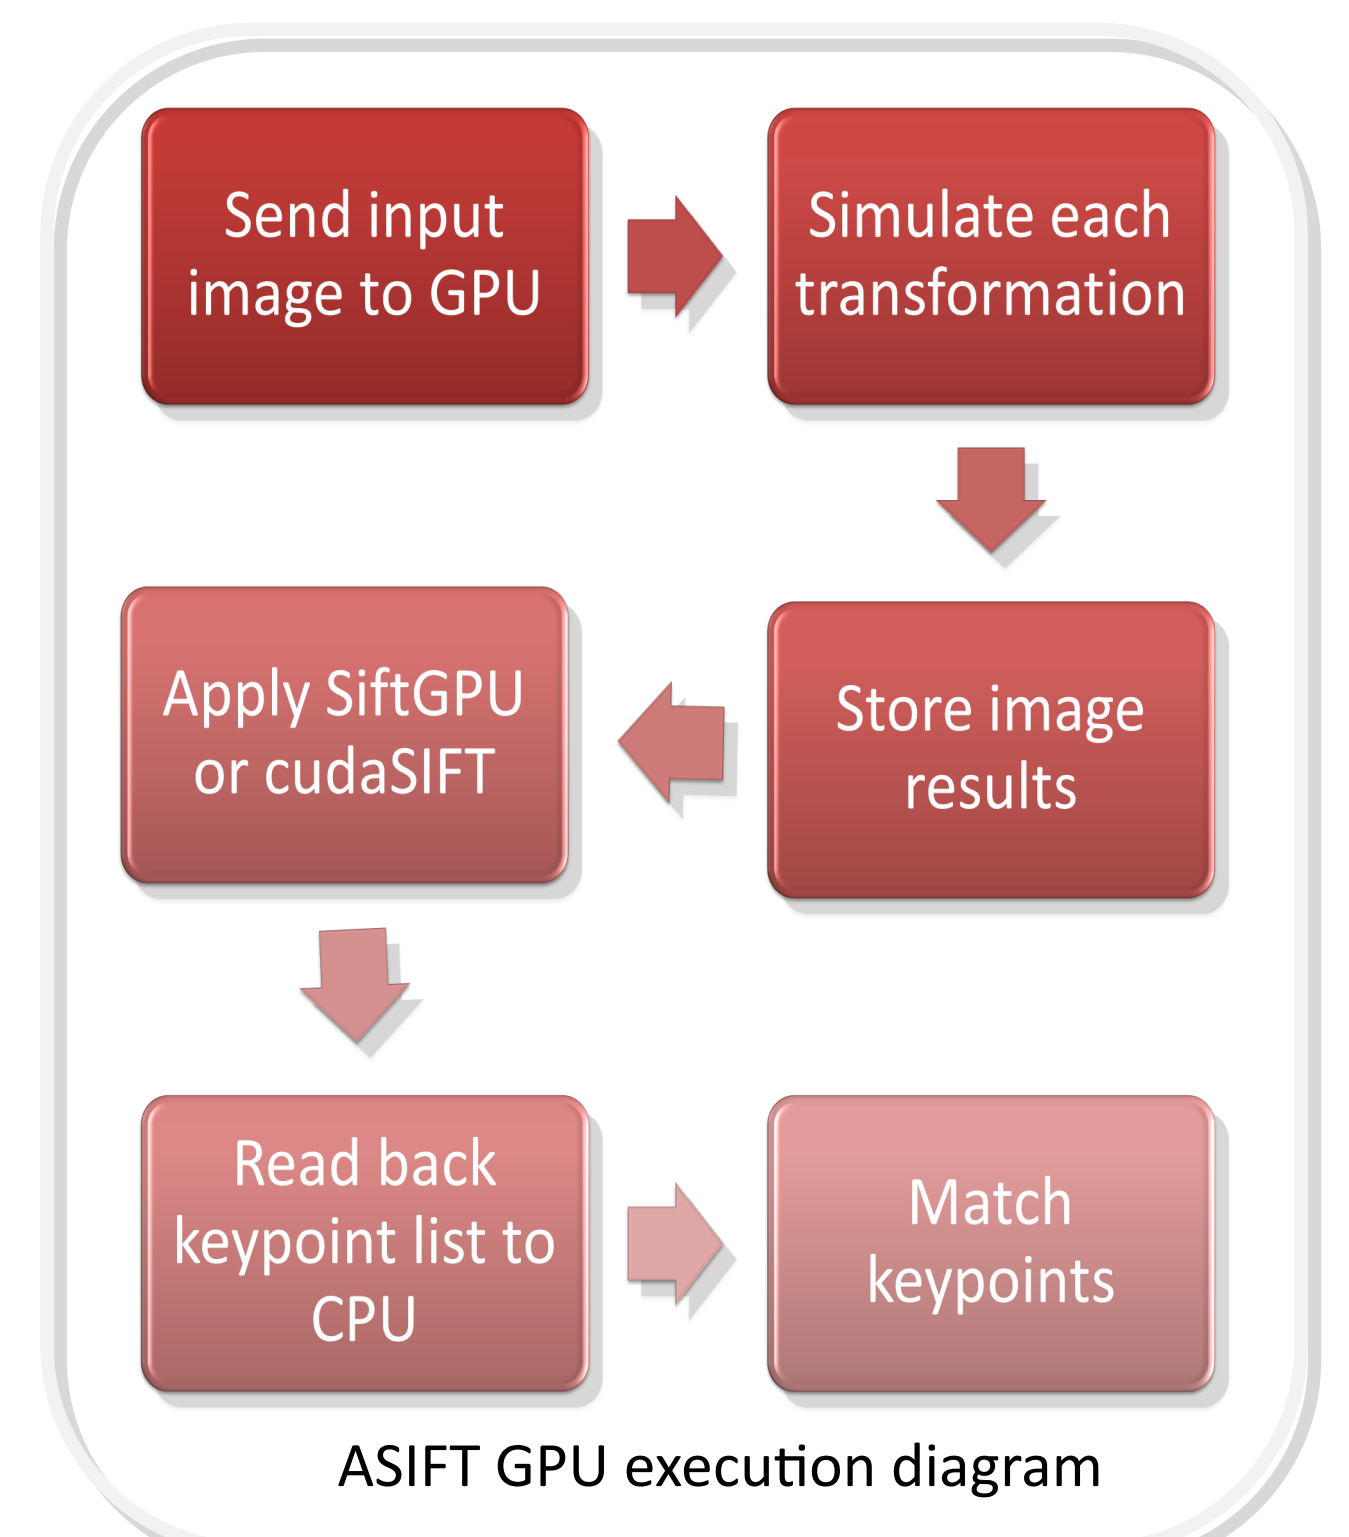 Send input
image to GPU
Simulate each
transformation
Store image
results
Apply SiftGPU
or cudaSIFT
Read back
keypoint list to
CPU
Match
keypoints
ASIFT GPU execution diagram